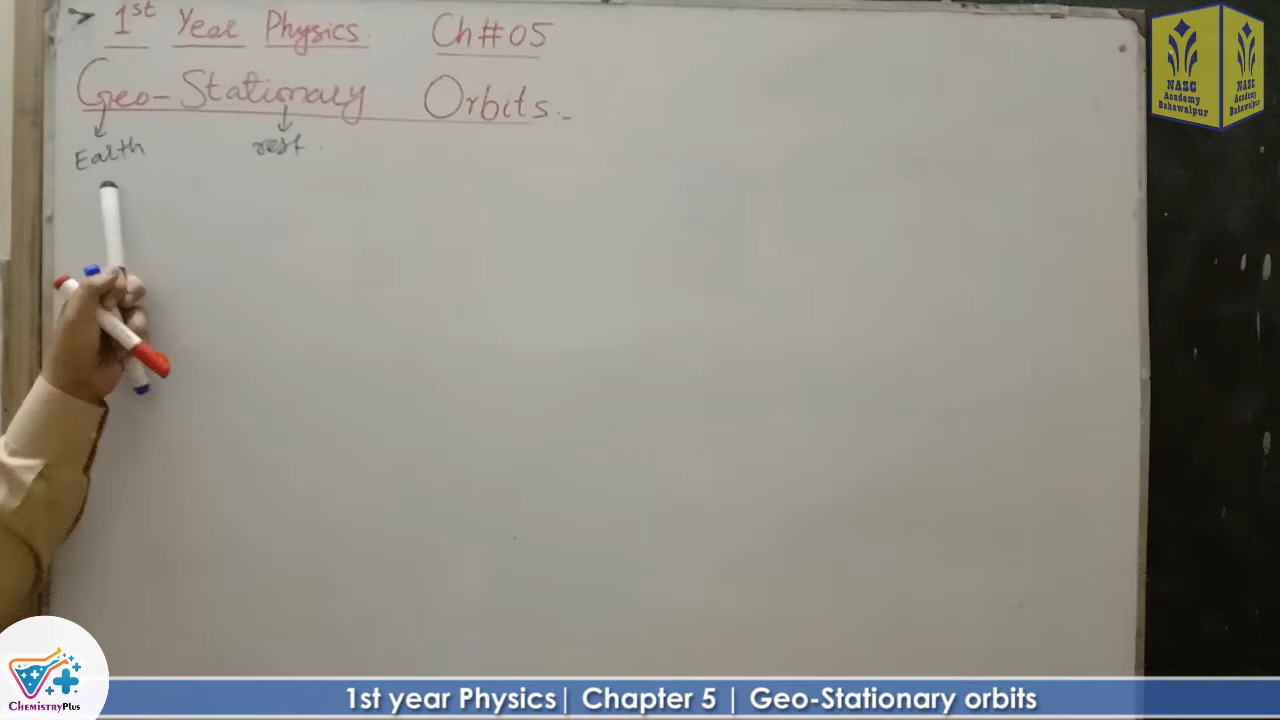 > 1st Year Physics. Ch#05
Geo-Stationary Orbits.-
Earth rest.
NASC
Academy
Bahawalpur
NASC
Academy
Bahawalpur
ChemistryPlus
1st year Physics| Chapter 5 | Geo-Stationary orbits